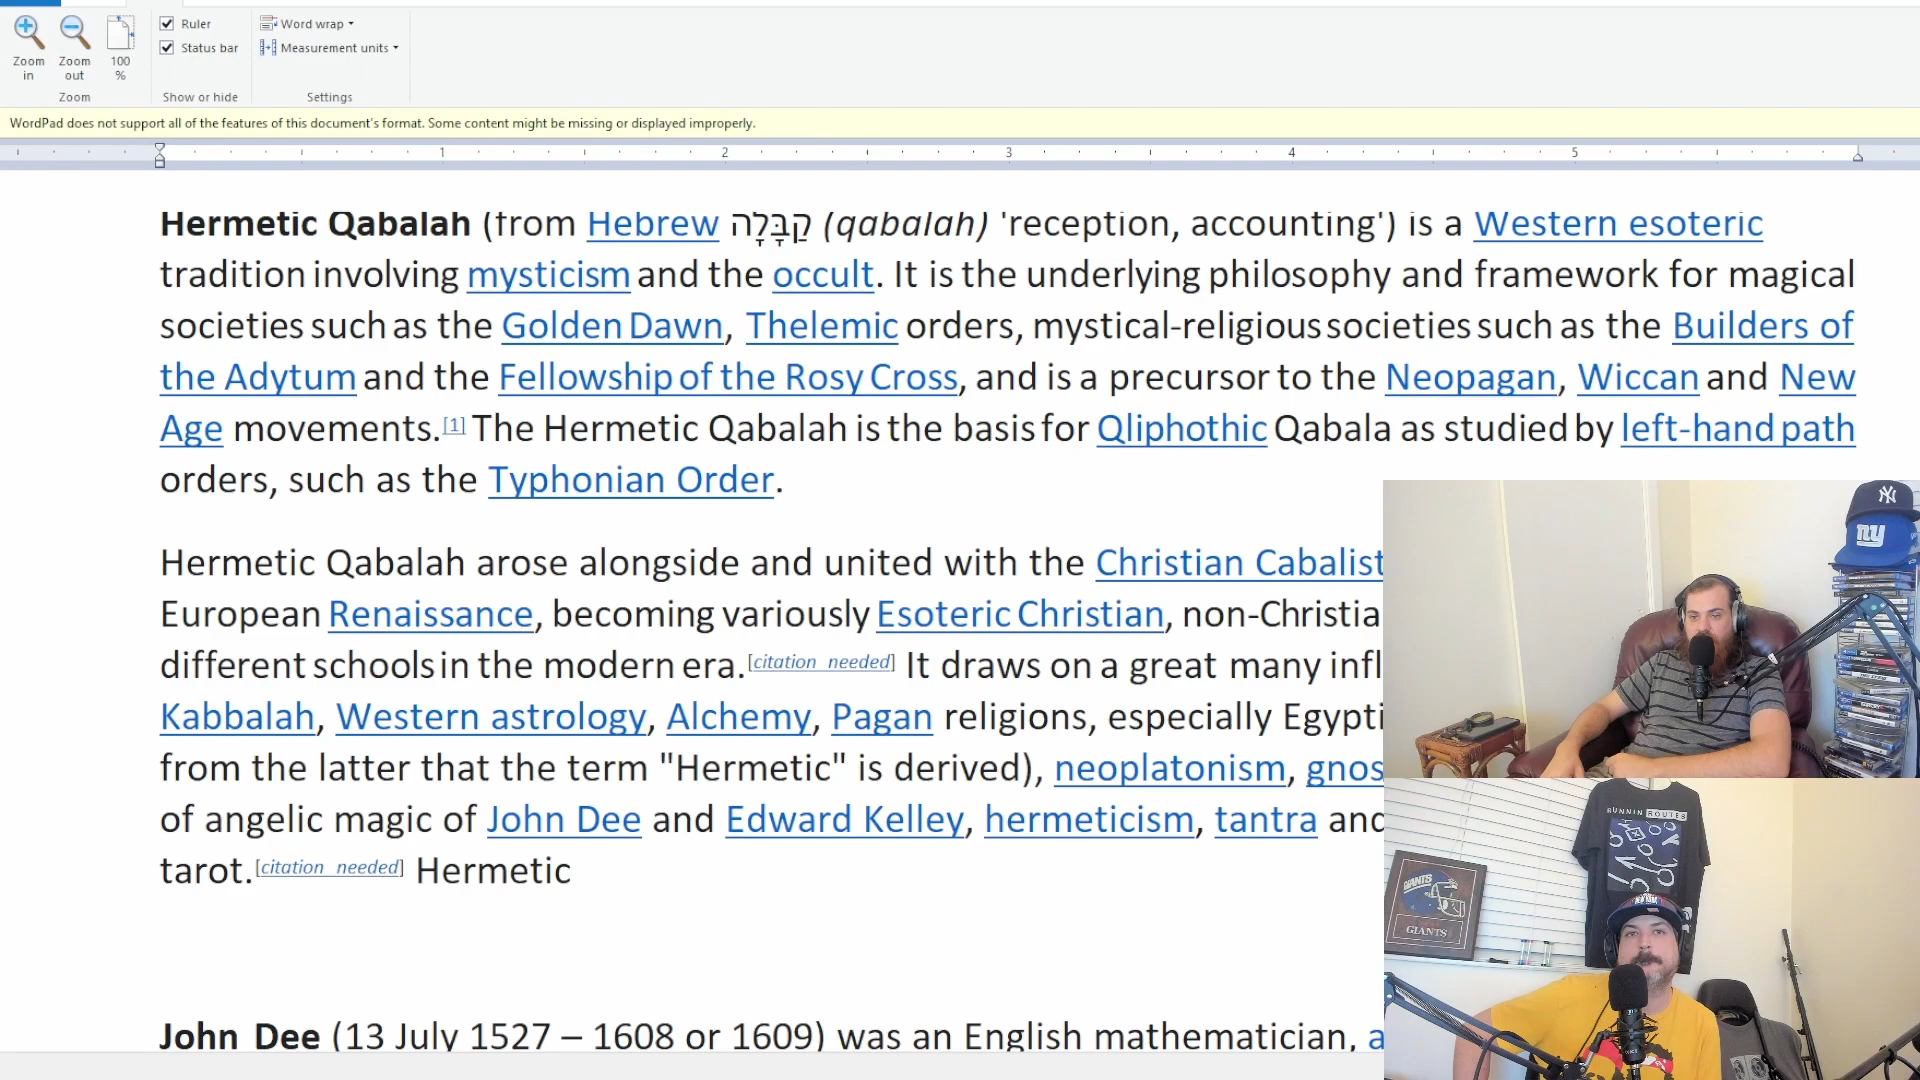 Zoom in
Zoom out
100 %
Ruler
Status bar
Word wrap
Measurement units
Zoom
Show or hide
Settings
WordPad does not support all of the features of this document's format. Some content might be missing or displayed improperly.
1 2 3 4 5
Hermetic Qabalah (from Hebrew קַבָּלָה (qabalah) 'reception, accounting') is a Western esoteric
tradition involving mysticism and the occult. It is the underlying philosophy and framework for magical
societies such as the Golden Dawn, Thelemic orders, mystical-religious societies such as the Builders of
the Adytum and the Fellowship of the Rosy Cross, and is a precursor to the Neopagan, Wiccan and New
Age movements.[1] The Hermetic Qabalah is the basis for Qliphothic Qabala as studied by left-hand path
orders, such as the Typhonian Order.
Hermetic Qabalah arose alongside and united with the Christian Cabalist
European Renaissance, becoming variously Esoteric Christian, non-Christia
different schools in the modern era.[citation needed] It draws on a great many infl
Kabbalah, Western astrology, Alchemy, Pagan religions, especially Egypti
from the latter that the term "Hermetic" is derived), neoplatonism, gnos
of angelic magic of John Dee and Edward Kelley, hermeticism, tantra and
tarot.[citation needed] Hermetic
John Dee (13 July 1527 – 1608 or 1609) was an English mathematician, a
NY
ny
RUNNIN ROUTES
GIANTS
GIANTS